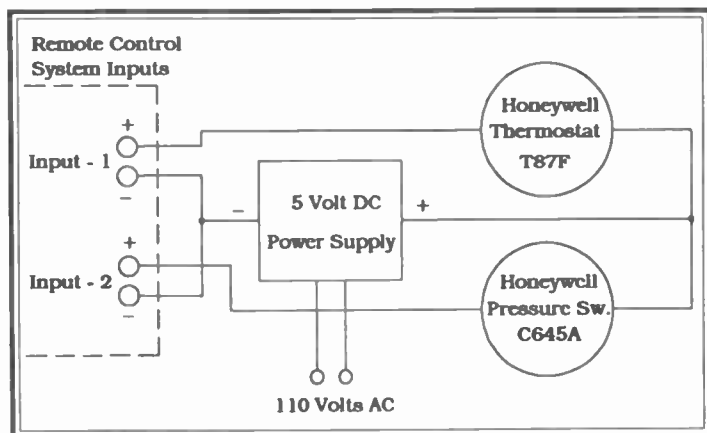 Remote Control
System Inputs
+
Input - 1
−
+
Input - 2
−
−
5 Volt DC
Power Supply
+
110 Volts AC
Honeywell
Thermostat
T87F
Honeywell
Pressure Sw.
C645A